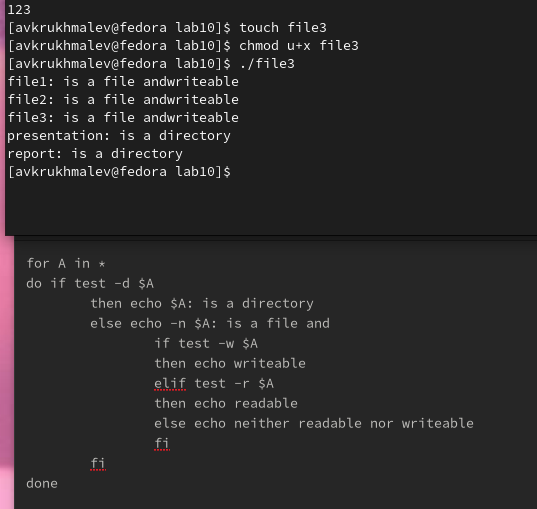 123
[avkrukhmalev@fedora lab10]$ touch file3
[avkrukhmalev@fedora lab10]$ chmod u+x file3
[avkrukhmalev@fedora lab10]$ ./file3
file1: is a file andwriteable
file2: is a file andwriteable
file3: is a file andwriteable
presentation: is a directory
report: is a directory
[avkrukhmalev@fedora lab10]$
for A in *
do if test -d $A
then echo $A: is a directory
else echo -n $A: is a file and
if test -w $A
then echo writeable
elif test -r $A
then echo readable
else echo neither readable nor writeable
fi
fi
done